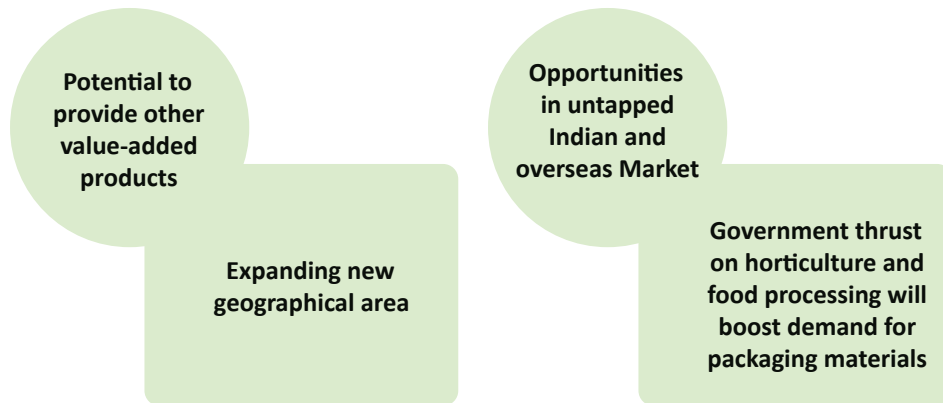 Potential to
provide other
value-added
products
Expanding new
geographical area
Opportunities
in untapped
Indian and
overseas Market
Government thrust
on horticulture and
food processing will
boost demand for
packaging materials